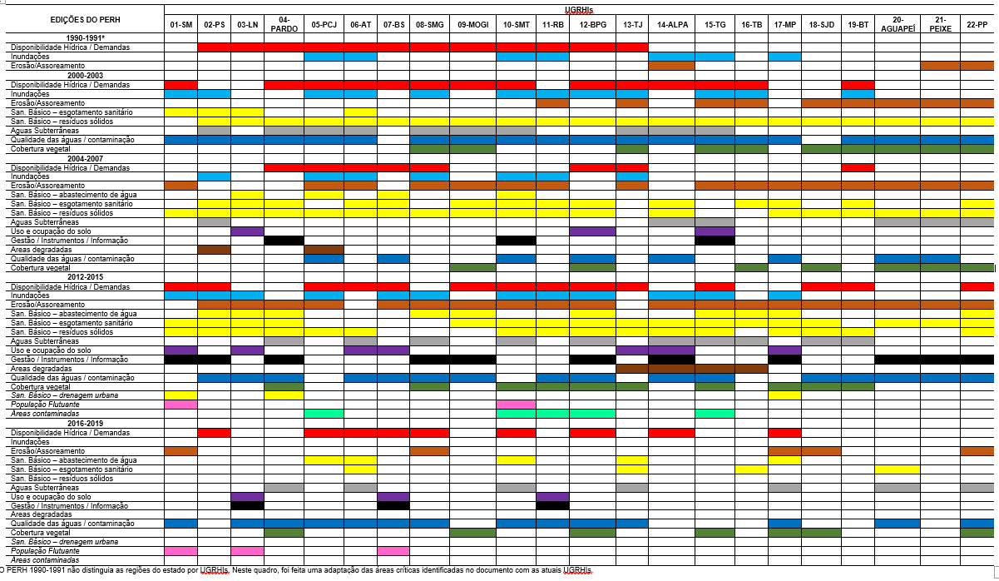 EDIÇÕES DO PERH
UGRHIs
01-SM 02-PS 03-LN 04-PARDO 05-PCJ 06-AT 07-BS 08-SMG 09-MOGI 10-SMT 11-RB 12-BPG 13-TJ 14-ALPA 15-TG 16-TB 17-MP 18-SJD 19-BT 20-AGUAPEÍ 21-PEIXE 22-PP
1990-1991*
Disponibilidade Hídrica / Demandas
Inundações
Erosão/Assoreamento
2000-2003
Disponibilidade Hídrica / Demandas
Inundações
Erosão/Assoreamento
San. Básico – esgotamento sanitário
San. Básico – resíduos sólidos
Aguas Subterrâneas
Qualidade das águas / contaminação
Cobertura vegetal
2004-2007
Disponibilidade Hídrica / Demandas
Inundações
Erosão/Assoreamento
San. Básico – abastecimento de água
San. Básico – esgotamento sanitário
San. Básico – resíduos sólidos
Aguas Subterrâneas
Uso e ocupação do solo
Gestão / Instrumentos / Informação
Areas degradadas
Qualidade das águas / contaminação
Cobertura vegetal
2012-2015
Disponibilidade Hídrica / Demandas
Inundações
Erosão/Assoreamento
San. Básico – abastecimento de água
San. Básico – esgotamento sanitário
San. Básico – resíduos sólidos
Aguas Subterrâneas
Uso e ocupação do solo
Gestão / Instrumentos / Informação
Areas degradadas
Qualidade das águas / contaminação
Cobertura vegetal
San. Básico – drenagem urbana
População Flutuante
Áreas contaminadas
2016-2019
Disponibilidade Hídrica / Demandas
Inundações
Erosão/Assoreamento
San. Básico – abastecimento de água
San. Básico – esgotamento sanitário
San. Básico – resíduos sólidos
Aguas Subterrâneas
Uso e ocupação do solo
Gestão / Instrumentos / Informação
Areas degradadas
Qualidade das águas / contaminação
Cobertura vegetal
San. Básico – drenagem urbana
População Flutuante
Áreas contaminadas
O PERH 1990-1991 não distinguia as regiões do estado por UGRHIs. Neste quadro, foi feita uma adaptação das áreas críticas identificadas no documento com as atuais UGRHIs.